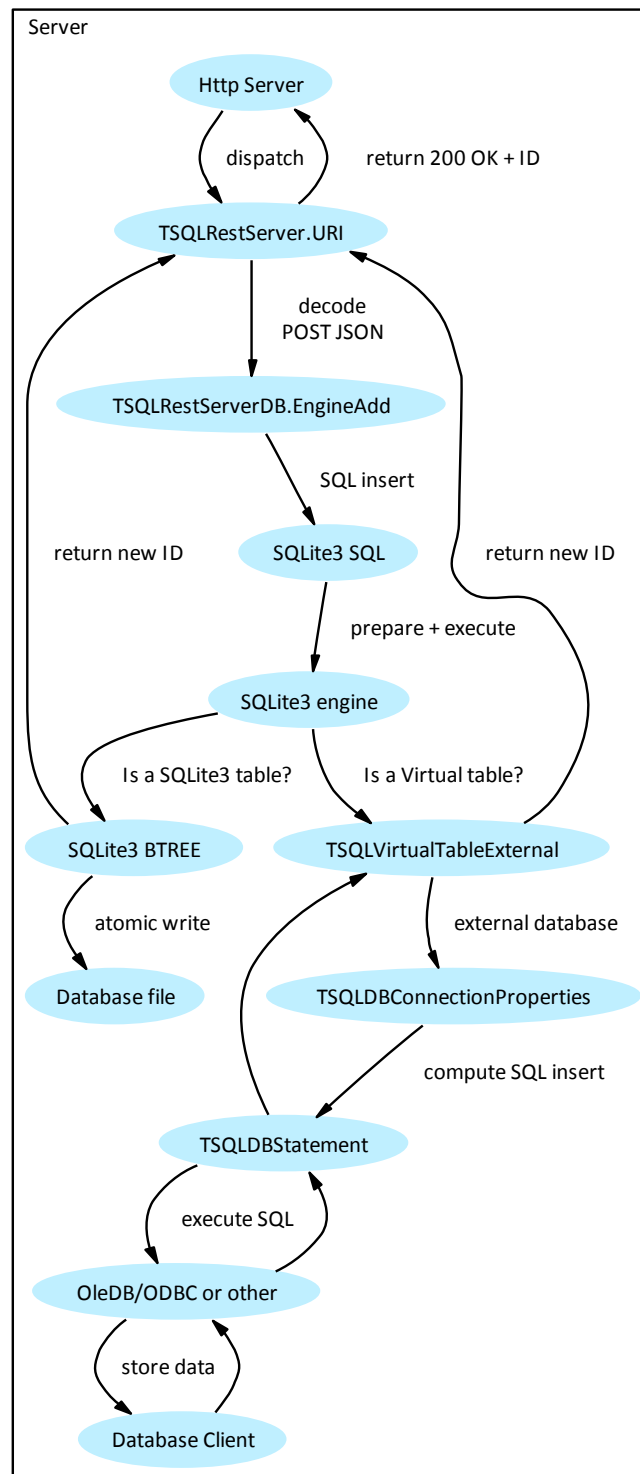 Server
Http Server
dispatch
return 200 OK + ID
TSQLRestServer.URI
decode
POST JSON
TSQLRestServerDB.EngineAdd
SQL insert
SQLite3 SQL
return new ID
return new ID
prepare + execute
SQLite3 engine
Is a SQLite3 table?
Is a Virtual table?
SQLite3 BTREE
TSQLVirtualTableExternal
atomic write
external database
Database file
TSQLDBConnectionProperties
compute SQL insert
TSQLDBStatement
execute SQL
OleDB/ODBC or other
store data
Database Client